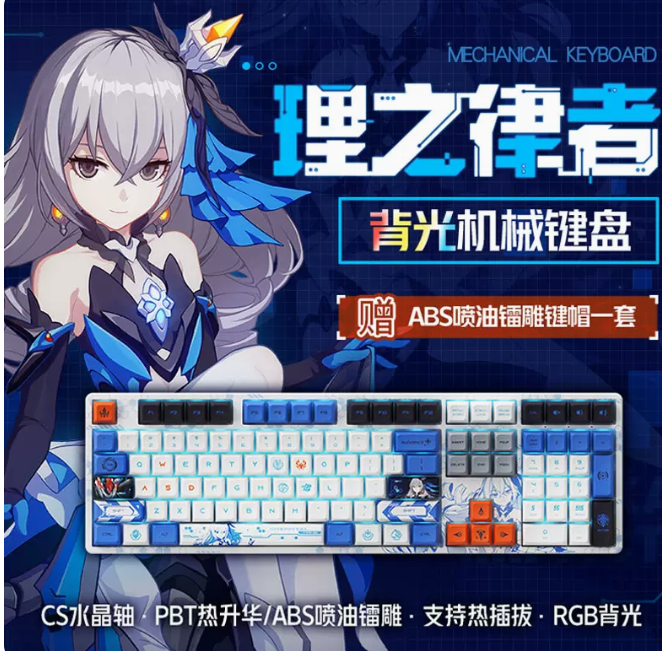 MECHANICAL KEYBOARD
理之律者
背光机械键盘
赠 ABS喷油镭雕键帽一套
W E R T Y O P
A S D F G H L
SHIFT Z X C V B N M SHIFT
CS水晶轴·PBT热升华/ABS喷油镭雕·支持热插拔·RGB背光